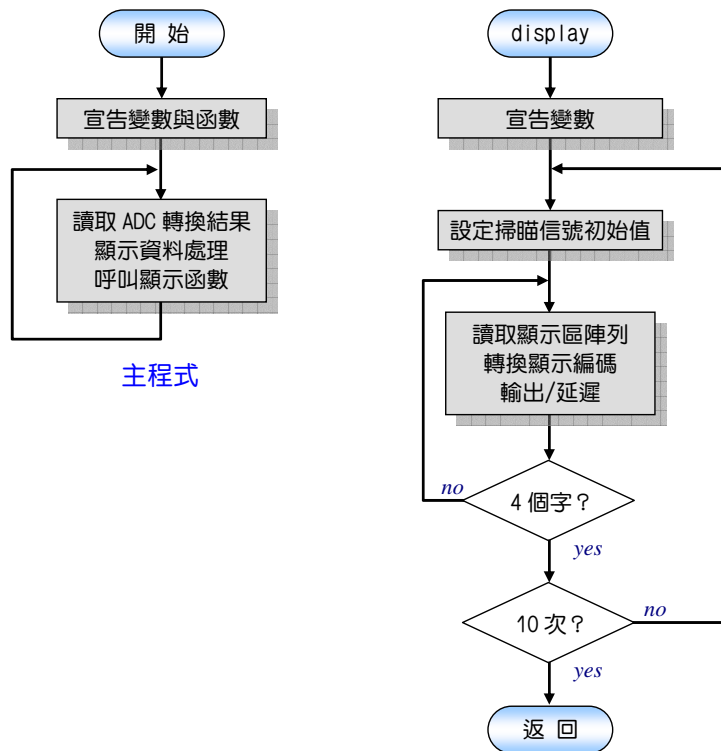 開 始
宣告變數與函數
讀取 ADC 轉換結果
顯示資料處理
呼叫顯示函數
主程式
display
宣告變數
設定掃瞄信號初始值
讀取顯示區陣列
轉換顯示編碼
輸出/延遲
4 個字？
no
yes
10 次？
no
yes
返 回